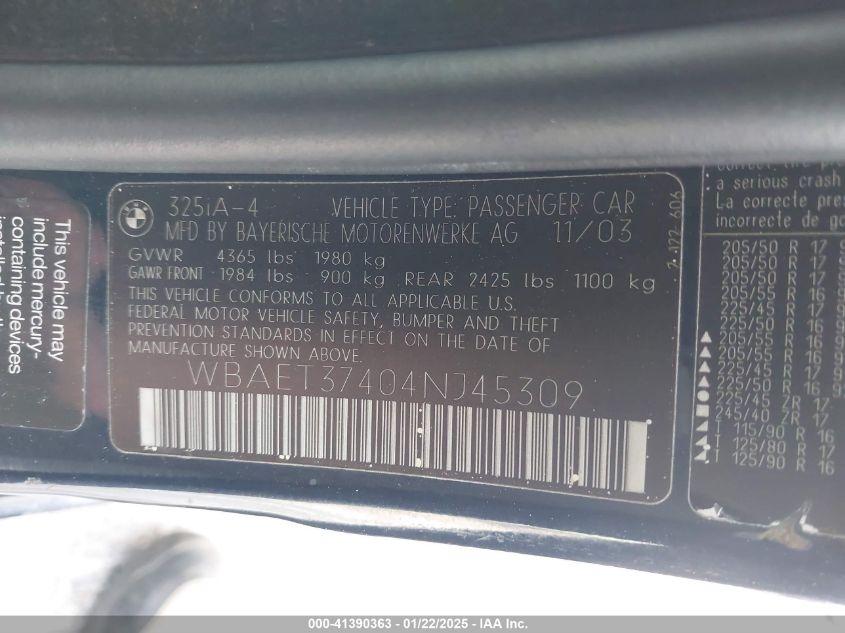 This vehicle may
include mercury-
containing devices
BMW
325iA-4 VEHICLE TYPE: PASSENGER CAR
MFD BY BAYERISCHE MOTORENWERKE AG 11/03
GVWR 4365 lbs 1980 kg
GAWR FRONT - 1984 lbs 900 kg REAR 2425 lbs 1100 kg
THIS VEHICLE CONFORMS TO ALL APPLICABLE U.S.
FEDERAL MOTOR VEHICLE SAFETY, BUMPER AND THEFT
PREVENTION STANDARDS IN EFFECT ON THE DATE OF
MANUFACTURE SHOWN ABOVE.
WBAET37404NJ45309
7.122.606
a serious crash
La correcte pres
incorrecte de go
205/50 R 17
205/50 R 17
205/50 R 17
205/55 R 16
225/45 R 17
225/50 R 16
205/55 R 16
205/55 R 16
225/45 R 17
225/50 R 16
225/45 ZR 17
245/40 ZR 17
T 115/90 R 16
T 125/80 R 17
T 125/90 R 16
000-41390363 - 01/22/2025 - IAA Inc.